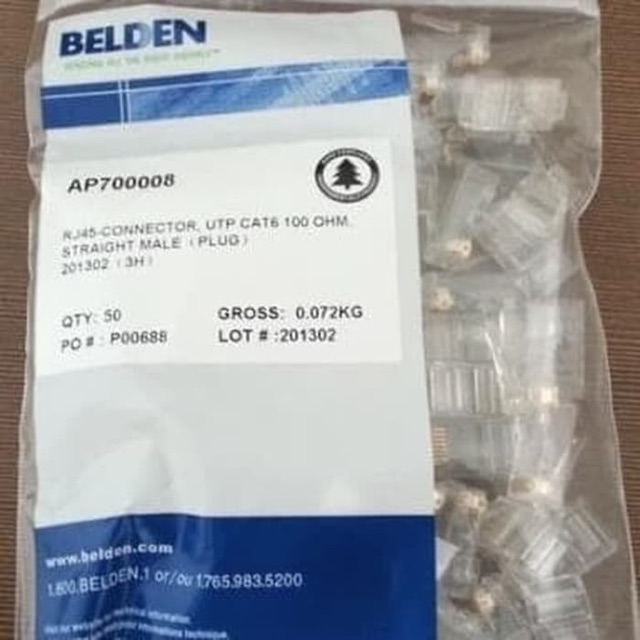 BELDEN
AP700008
RJ45-CONNECTOR, UTP CAT6 100 OHM,
STRAIGHT MALE (PLUG)
201302 (3H)
QTY: 50
GROSS: 0.072KG
PO # : P00688
LOT # :201302
www.belden.com
1.800.BELDEN.1 or/ou 1.765.983.5200